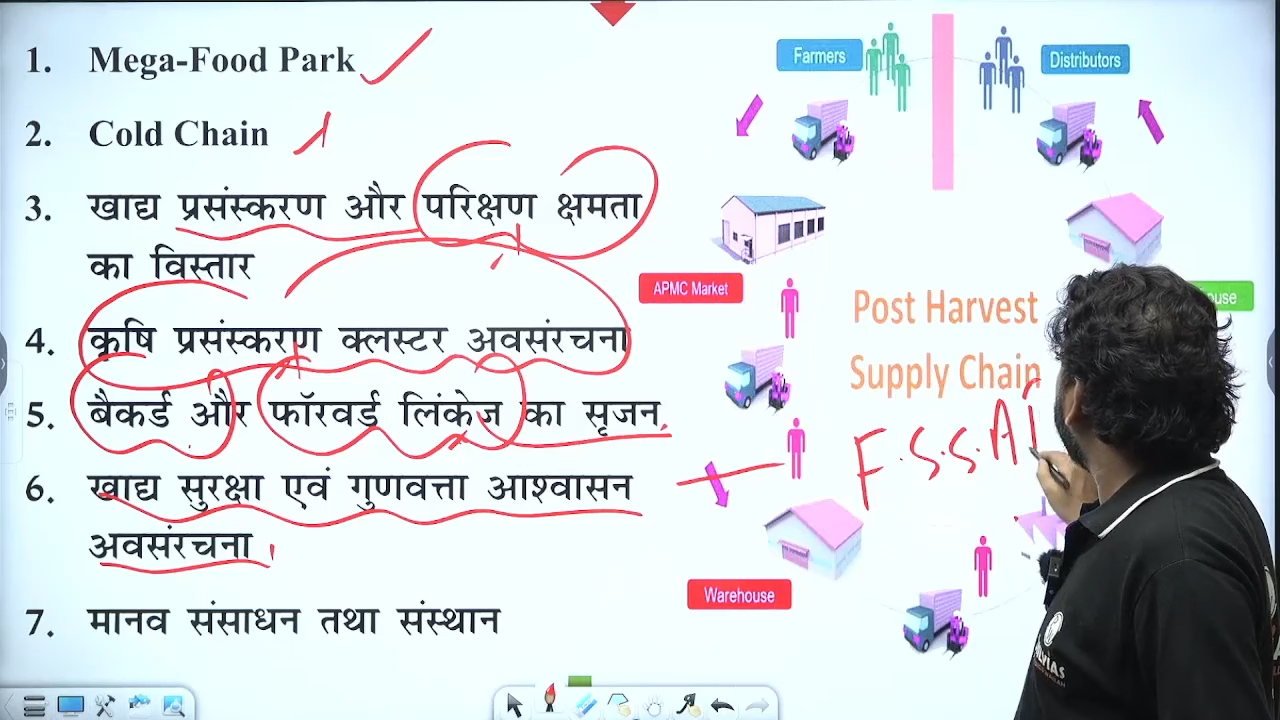 1. Mega-Food Park
2. Cold Chain
3. खाद्य प्रसंस्करण और परिक्षण क्षमता
का विस्तार
4. कृषि प्रसंस्करण क्लस्टर अवसंरचना
5. बैकर्ड और फॉरवर्ड लिंकेज का सृजन
6. खाद्य सुरक्षा एवं गुणवत्ता आश्वासन
अवसंरचना
7. मानव संसाधन तथा संस्थान
Farmers
Distributors
APMC Market
Post Harvest
Supply Chain
F.S.S.AI
Warehouse